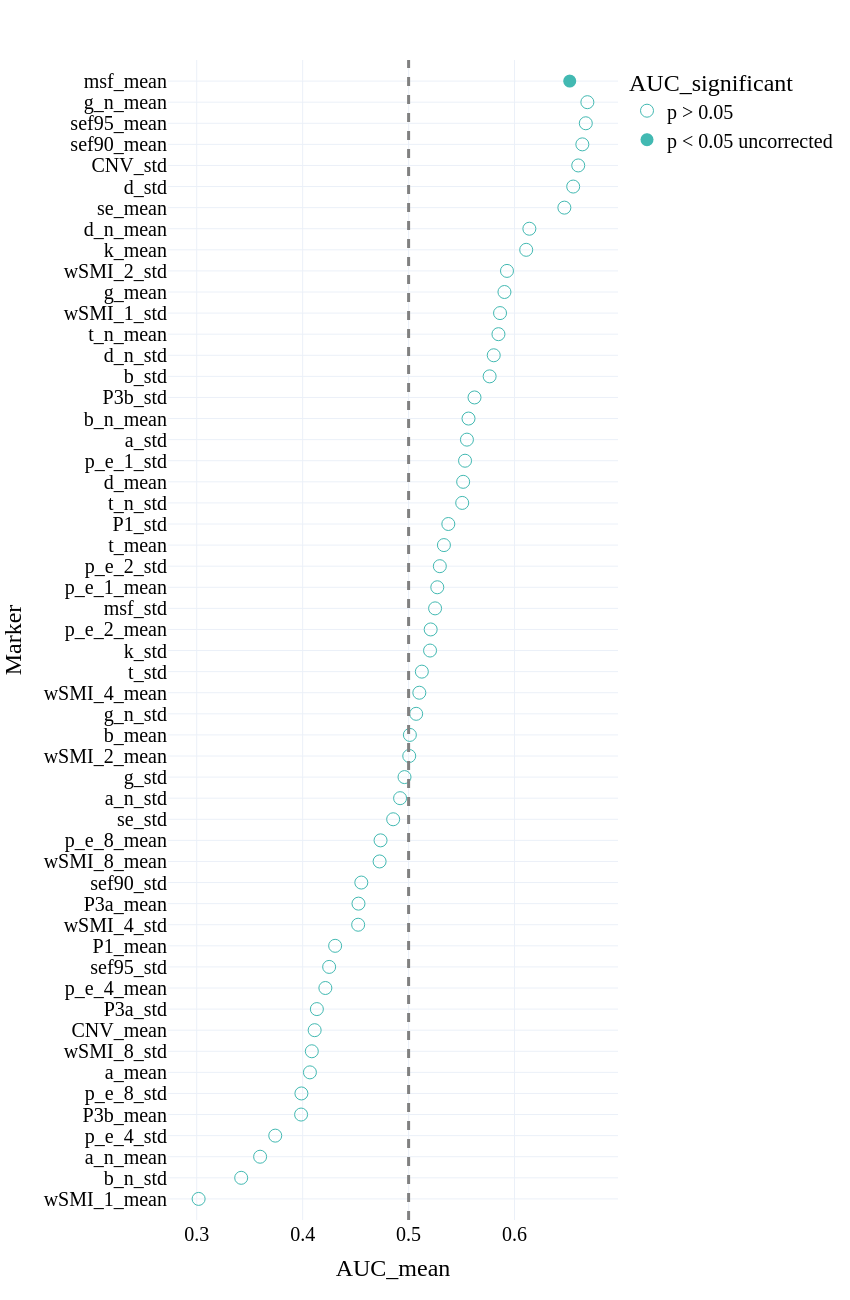 AUC_significant
p > 0.05
p < 0.05 uncorrected
msf_mean
g_n_mean
sef95_mean
sef90_mean
CNV_std
d_std
se_mean
d_n_mean
k_mean
wSMI_2_std
g_mean
wSMI_1_std
t_n_mean
d_n_std
b_std
P3b_std
b_n_mean
a_std
p_e_1_std
d_mean
t_n_std
P1_std
t_mean
p_e_2_std
p_e_1_mean
msf_std
p_e_2_mean
k_std
t_std
wSMI_4_mean
g_n_std
b_mean
wSMI_2_mean
g_std
a_n_std
se_std
p_e_8_mean
wSMI_8_mean
sef90_std
P3a_mean
wSMI_4_std
P1_mean
sef95_std
p_e_4_mean
P3a_std
CNV_mean
wSMI_8_std
a_mean
p_e_8_std
P3b_mean
p_e_4_std
a_n_mean
b_n_std
wSMI_1_mean
Marker
0.3 0.4 0.5 0.6
AUC_mean